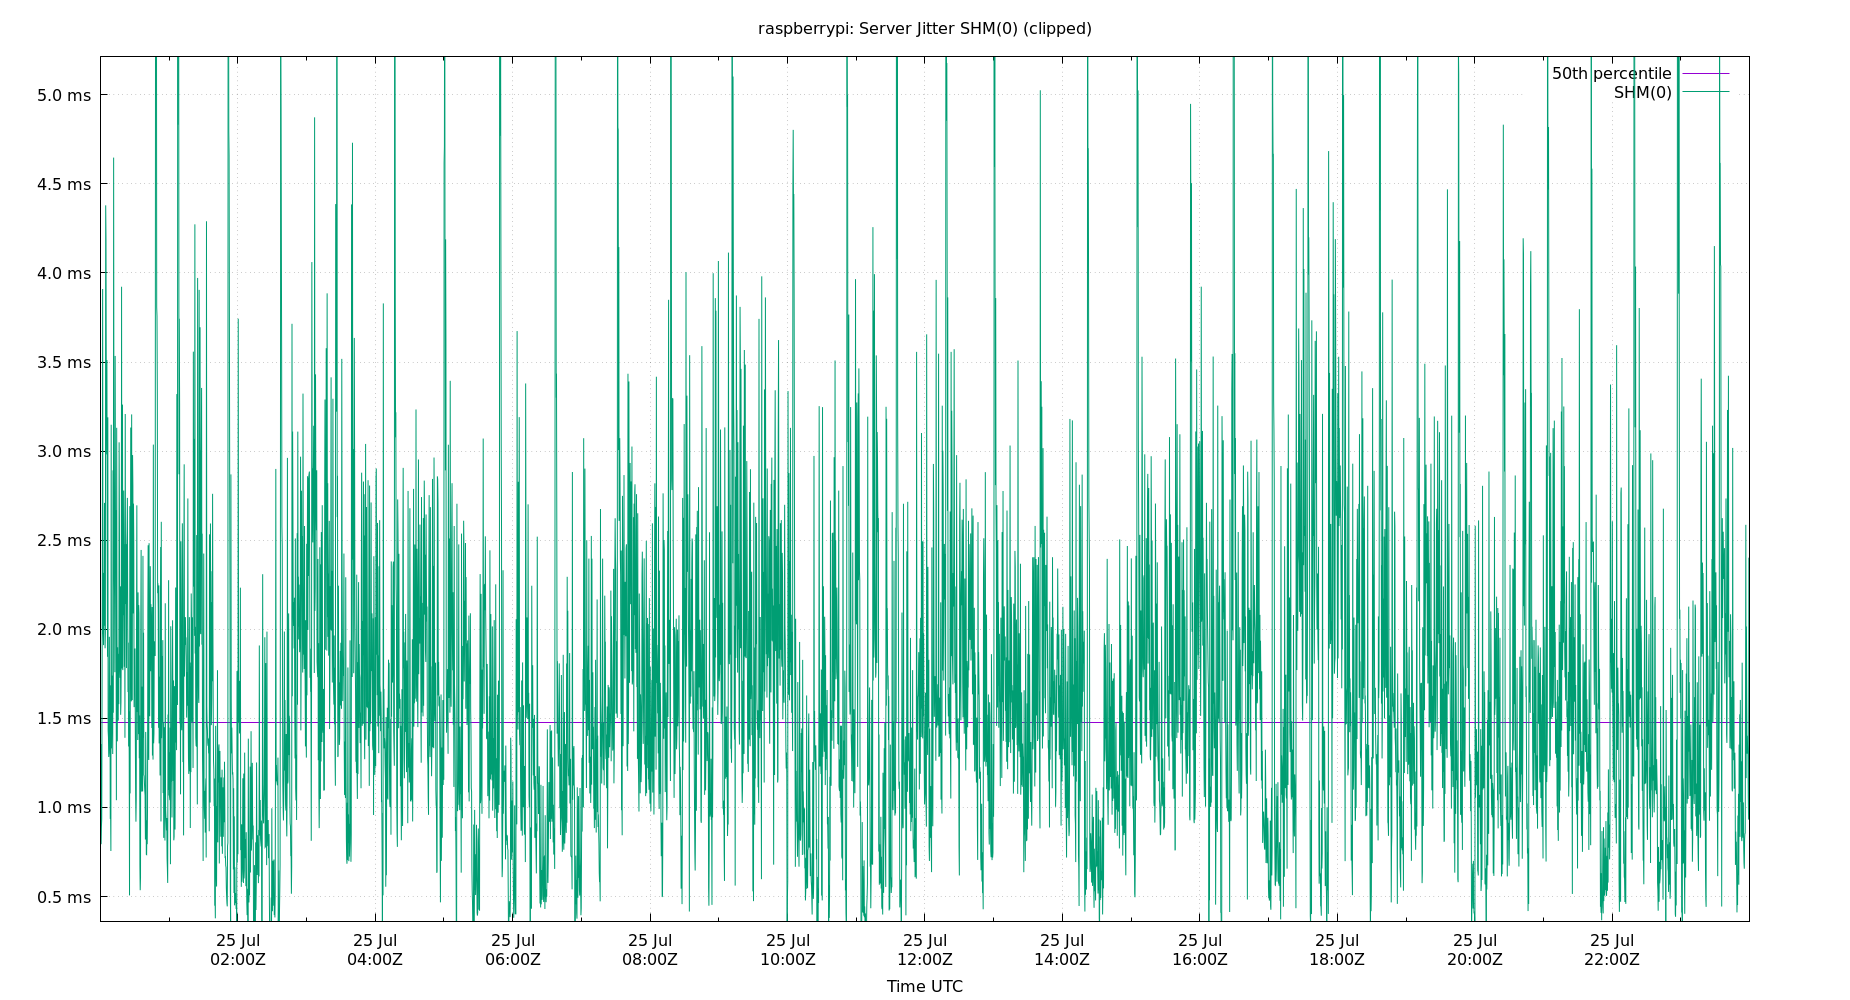 raspberrypi: Server Jitter SHM(0) (clipped)
50th percentile
SHM(0)
5.0 ms
4.5 ms
4.0 ms
3.5 ms
3.0 ms
2.5 ms
2.0 ms
1.5 ms
1.0 ms
0.5 ms
25 Jul 25 Jul 25 Jul 25 Jul 25 Jul 25 Jul 25 Jul 25 Jul 25 Jul 25 Jul 25 Jul
02:00Z 04:00Z 06:00Z 08:00Z 10:00Z 12:00Z 14:00Z 16:00Z 18:00Z 20:00Z 22:00Z
Time UTC